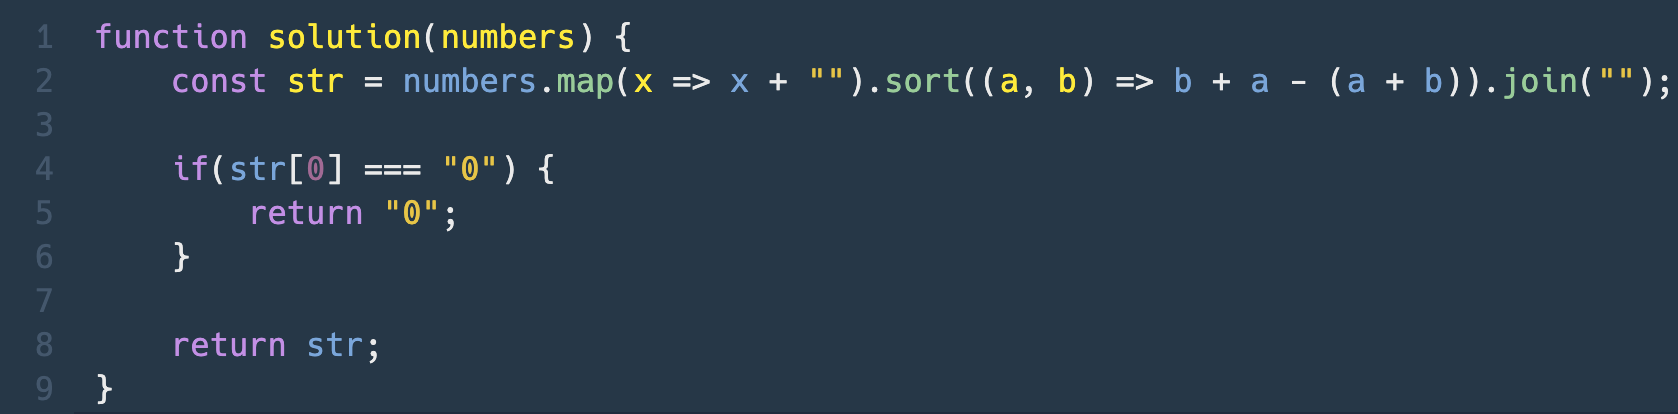 1 function solution(numbers) {
2     const str = numbers.map(x => x + "").sort((a, b) => b + a - (a + b)).join("");
3
4     if(str[0] === "0") {
5         return "0";
6     }
7
8     return str;
9 }